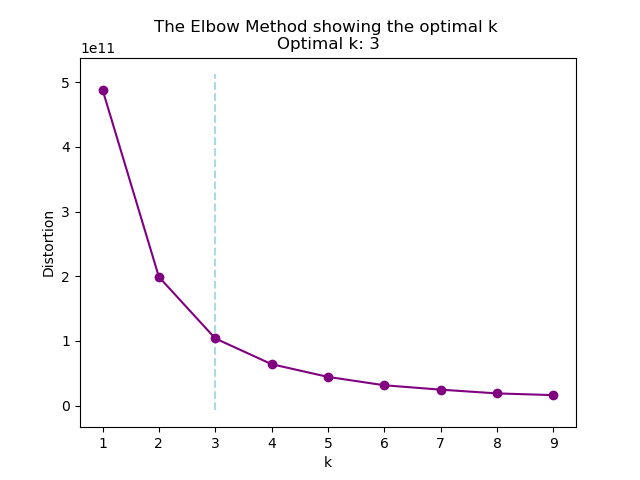 The Elbow Method showing the optimal k
Optimal k: 3
1e11
5
4
3
2
1
0
Distortion
1 2 3 4 5 6 7 8 9
k